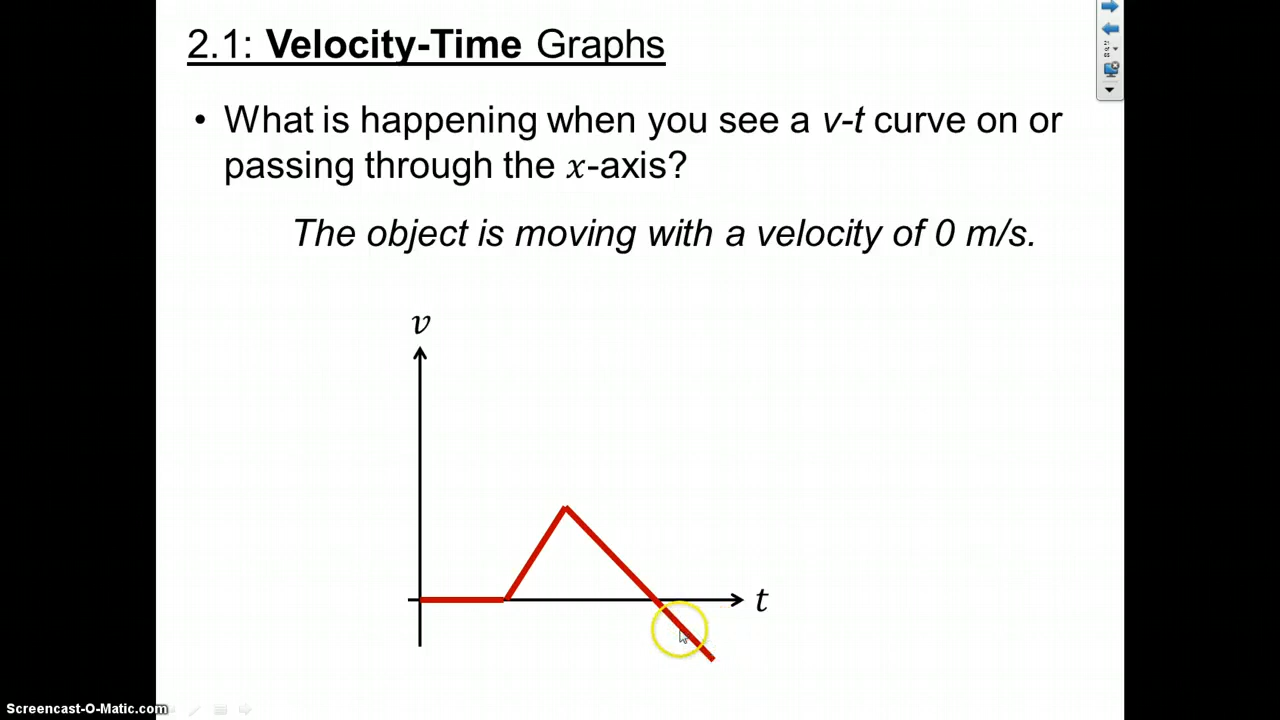 2.1: Velocity-Time Graphs
• What is happening when you see a v-t curve on or
passing through the x-axis?
The object is moving with a velocity of 0 m/s.
v
t
Screencast-O-Matic.com